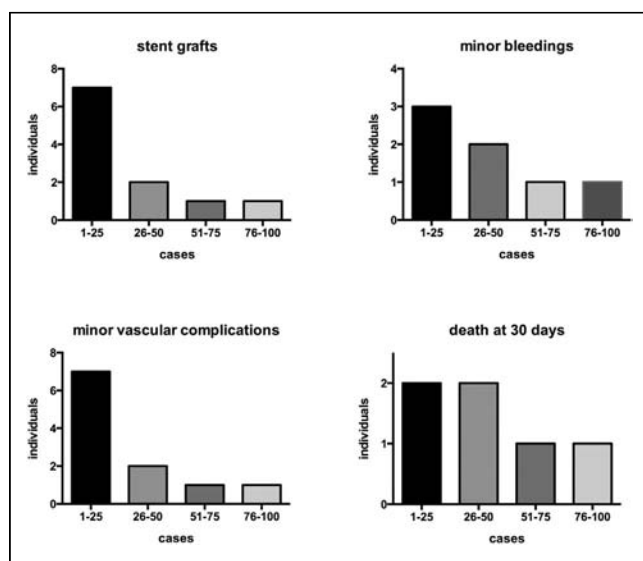 stent grafts
8
6
4
2
0
individuals
1-25 26-50 51-75 76-100
cases
minor bleedings
4
3
2
1
0
individuals
1-25 26-50 51-75 76-100
cases
minor vascular complications
8
6
4
2
0
individuals
1-25 26-50 51-75 76-100
cases
death at 30 days
2
1
0
individuals
1-25 26-50 51-75 76-100
cases